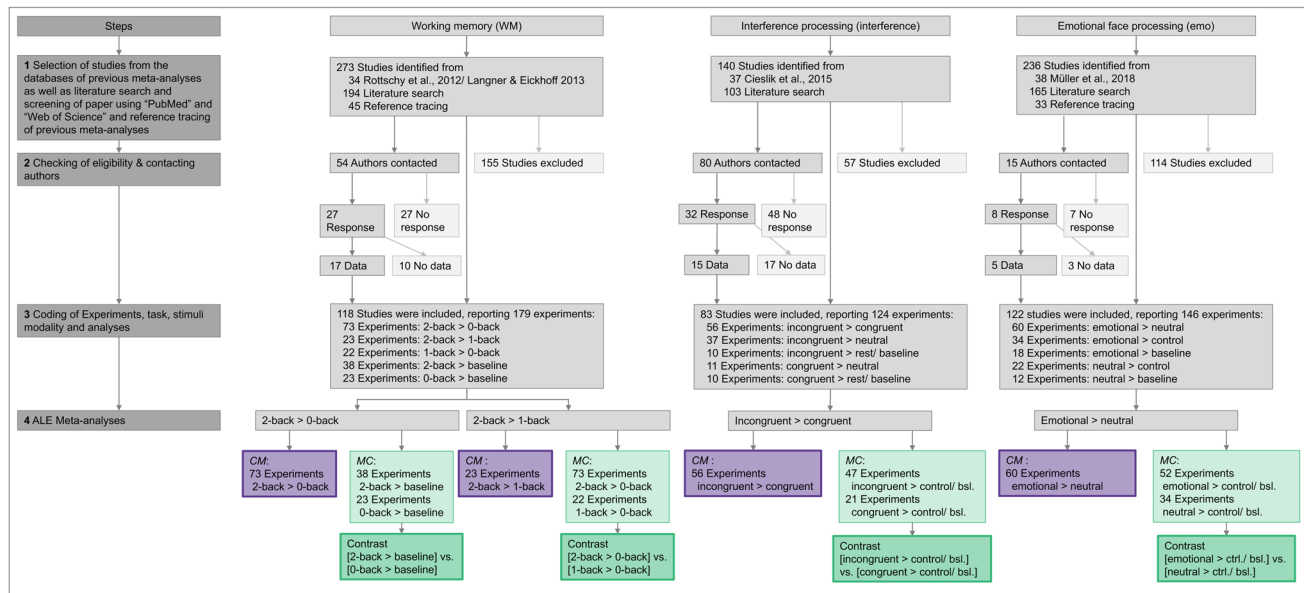 Steps
1 Selection of studies from the
databases of previous meta-analyses
as well as literature search and
screening of paper using "PubMed" and
"Web of Science" and reference tracing
of previous meta-analyses
2 Checking of eligibility & contacting
authors
3 Coding of Experiments, task, stimuli
modality and analyses
4 ALE Meta-analyses
Working memory (WM)
273 Studies identified from
34 Rottschy et al., 2012/ Langner & Eickhoff 2013
194 Literature search
45 Reference tracing
54 Authors contacted
155 Studies excluded
27
Response
27 No
response
17 Data
10 No data
118 Studies were included, reporting 179 experiments:
73 Experiments: 2-back > 0-back
23 Experiments: 2-back > 1-back
22 Experiments: 1-back > 0-back
38 Experiments: 2-back > baseline
23 Experiments: 0-back > baseline
2-back > 0-back
2-back > 1-back
CM:
73 Experiments
2-back > 0-back
MC:
38 Experiments
2-back > baseline
23 Experiments
0-back > baseline
CM :
23 Experiments
2-back > 1-back
MC:
73 Experiments
2-back > 0-back
22 Experiments
1-back > 0-back
Contrast
[2-back > baseline] vs.
[0-back > baseline]
Contrast
[2-back > 0-back] vs.
[1-back > 0-back]
Interference processing (interference)
140 Studies identified from
37 Cieslik et al., 2015
103 Literature search
80 Authors contacted
57 Studies excluded
32 Response
48 No
response
15 Data
17 No data
83 Studies were included, reporting 124 experiments:
56 Experiments: incongruent > congruent
37 Experiments: incongruent > neutral
10 Experiments: incongruent > rest/ baseline
11 Experiments: congruent > neutral
10 Experiments: congruent > rest/ baseline
Incongruent > congruent
CM :
56 Experiments
incongruent > congruent
MC:
47 Experiments
incongruent > control/ bsl.
21 Experiments
congruent > control/ bsl.
Contrast
[incongruent > control/ bsl.]
vs. [congruent > control/ bsl.]
Emotional face processing (emo)
236 Studies identified from
38 Müller et al., 2018
165 Literature search
33 Reference tracing
15 Authors contacted
114 Studies excluded
8 Response
7 No
response
5 Data
3 No data
122 studies were included, reporting 146 experiments:
60 Experiments: emotional > neutral
34 Experiments: emotional > control
18 Experiments: emotional > baseline
22 Experiments: neutral > control
12 Experiments: neutral > baseline
Emotional > neutral
CM :
60 Experiments
emotional > neutral
MC:
52 Experiments
emotional > control/ bsl.
34 Experiments
neutral > control/ bsl.
Contrast
[emotional > ctrl./ bsl.] vs.
[neutral > ctrl./ bsl.]